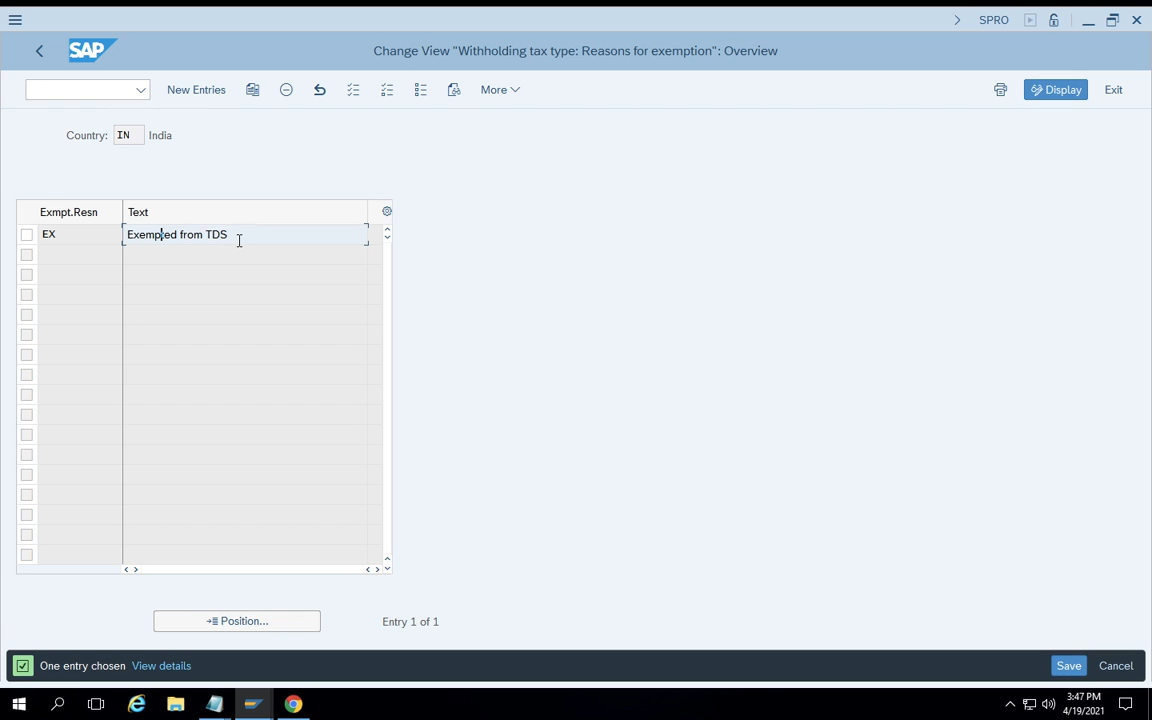 SPRO
SAP
Change View "Withholding tax type: Reasons for exemption": Overview
New Entries
More
Display
Exit
Country: IN India
Exmpt.Resn Text
EX Exempted from TDS
Position...
Entry 1 of 1
One entry chosen View details
Save
Cancel
3:47 PM
4/19/2021